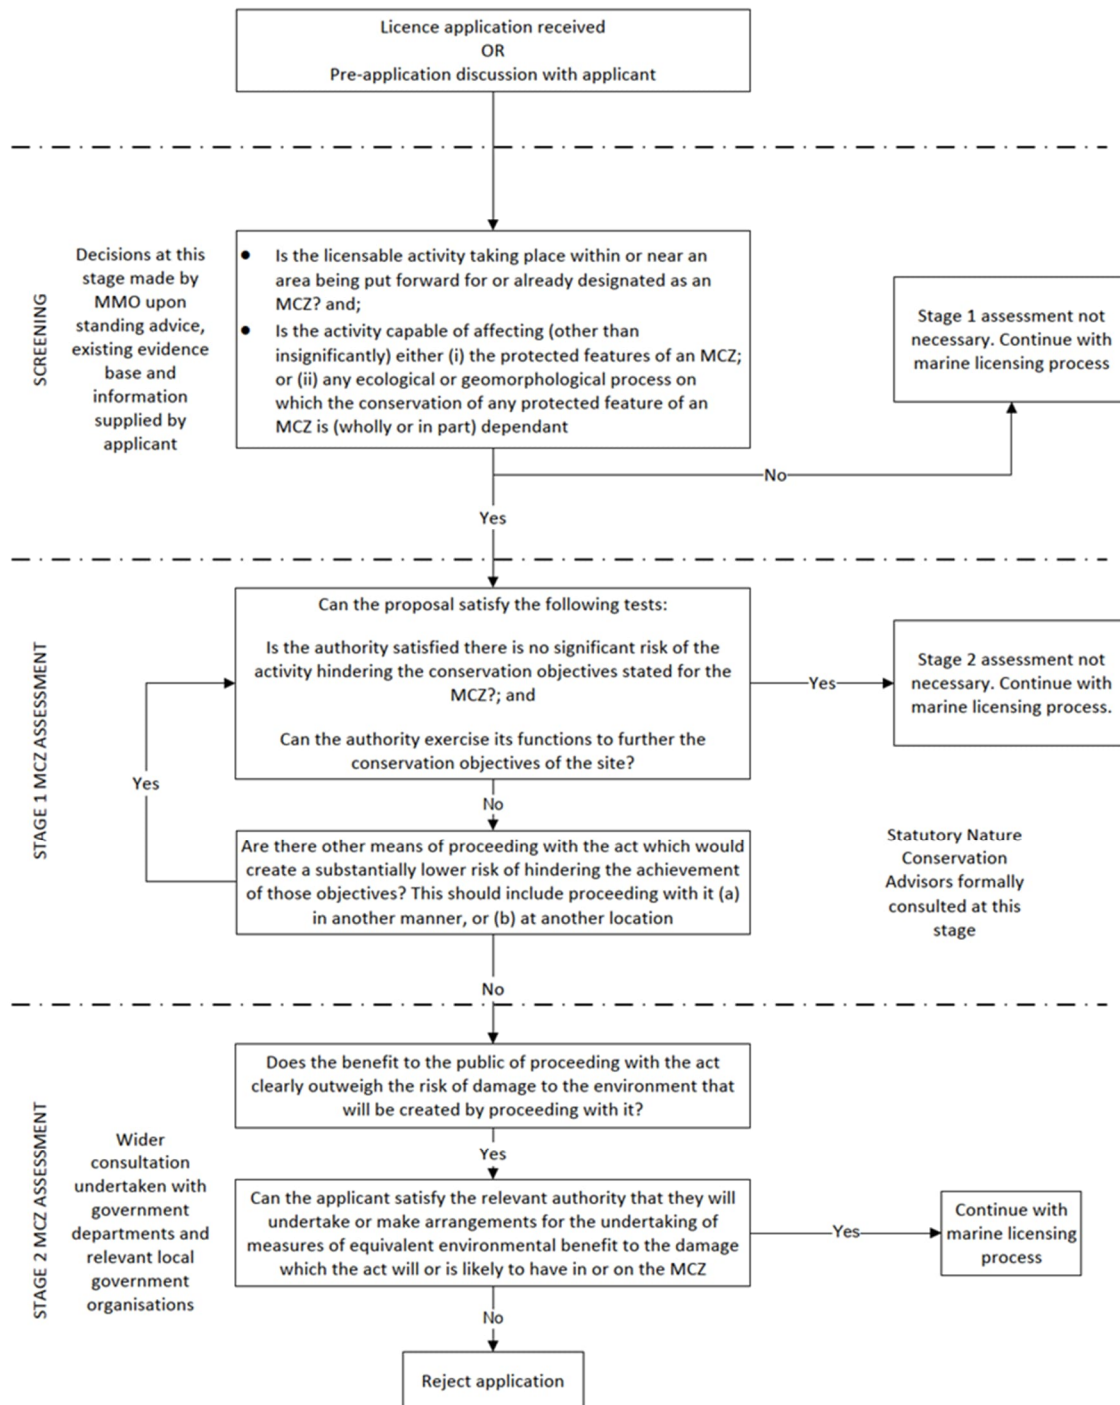 Licence application received
OR
Pre-application discussion with applicant
SCREENING
Decisions at this
stage made by
MMO upon
standing advice,
existing evidence
base and
information
supplied by
applicant
● Is the licensable activity taking place within or near an
area being put forward for or already designated as an
MCZ? and;
● Is the activity capable of affecting (other than
insignificantly) either (i) the protected features of an MCZ;
or (ii) any ecological or geomorphological process on
which the conservation of any protected feature of an
MCZ is (wholly or in part) dependant
Stage 1 assessment not
necessary. Continue with
marine licensing process
No
Yes
STAGE 1 MCZ ASSESSMENT
Can the proposal satisfy the following tests:
Is the authority satisfied there is no significant risk of the
activity hindering the conservation objectives stated for the
MCZ?; and
Can the authority exercise its functions to further the
conservation objectives of the site?
Yes
Stage 2 assessment not
necessary. Continue with
marine licensing process.
Yes
No
Are there other means of proceeding with the act which would
create a substantially lower risk of hindering the achievement
of those objectives? This should include proceeding with it (a)
in another manner, or (b) at another location
Statutory Nature
Conservation
Advisors formally
consulted at this
stage
No
STAGE 2 MCZ ASSESSMENT
Wider
consultation
undertaken with
government
departments and
relevant local
government
organisations
Does the benefit to the public of proceeding with the act
clearly outweigh the risk of damage to the environment that
will be created by proceeding with it?
Yes
Can the applicant satisfy the relevant authority that they will
undertake or make arrangements for the undertaking of
measures of equivalent environmental benefit to the damage
which the act will or is likely to have in or on the MCZ
Yes
Continue with
marine licensing
process
No
Reject application